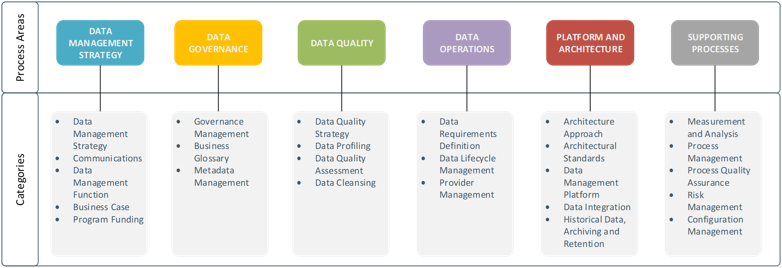 Process Areas
DATA
MANAGEMENT
STRATEGY
DATA
GOVERNANCE
DATA QUALITY
DATA
OPERATIONS
PLATFORM AND
ARCHITECTURE
SUPPORTING
PROCESSES
Categories
• Data
Management
Strategy
• Communications
• Data
Management
Function
• Business Case
• Program Funding
• Governance
Management
• Business
Glossary
• Metadata
Management
• Data Quality
Strategy
• Data Profiling
• Data Quality
Assessment
• Data Cleansing
• Data
Requirements
Definition
• Data Lifecycle
Management
• Provider
Management
• Architecture
Approach
• Architectural
Standards
• Data
Management
Platform
• Data Integration
• Historical Data,
Archiving and
Retention
• Measurement
and Analysis
• Process
Management
• Process Quality
Assurance
• Risk
Management
• Configuration
Management